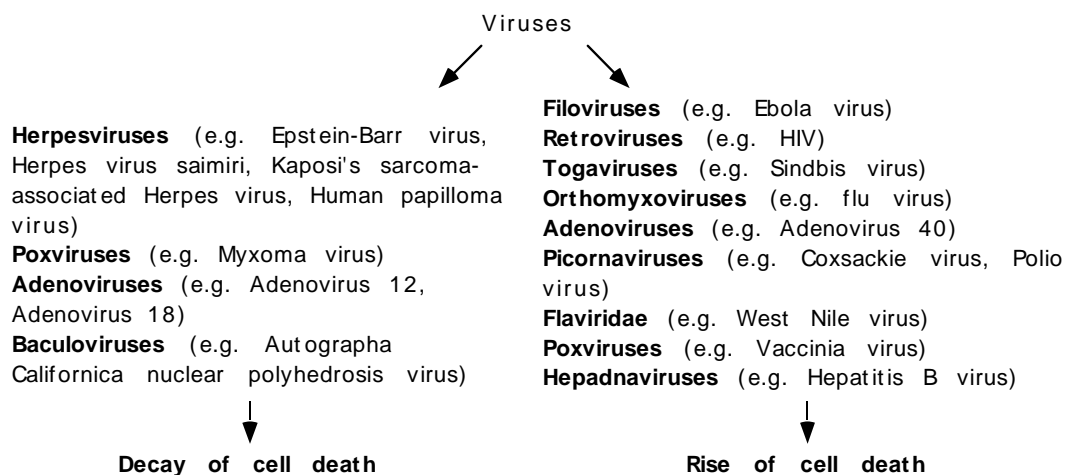 Viruses
Herpesviruses (e.g. Epstein-Barr virus,
Herpes virus saimiri, Kaposi's sarcoma-
associated Herpes virus, Human papilloma
virus)
Poxviruses (e.g. Myxoma virus)
Adenoviruses (e.g. Adenovirus 12,
Adenovirus 18)
Baculoviruses (e.g. Autographa
Californica nuclear polyhedrosis virus)
Decay of cell death
Filoviruses (e.g. Ebola virus)
Retroviruses (e.g. HIV)
Togaviruses (e.g. Sindbis virus)
Orthomyxoviruses (e.g. flu virus)
Adenoviruses (e.g. Adenovirus 40)
Picornaviruses (e.g. Coxsackie virus, Polio
virus)
Flaviridae (e.g. West Nile virus)
Poxviruses (e.g. Vaccinia virus)
Hepadnaviruses (e.g. Hepatitis B virus)
Rise of cell death